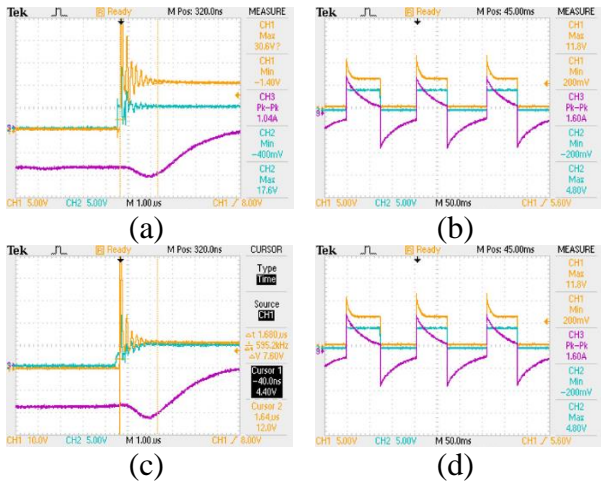 Tek Ready M Pos: 320.0ns MEASURE
CH1
Max
30.6V?
CH1
Min
-1.40V
CH3
Pk-Pk
1.04A
CH2
Min
-400mV
CH2
Max
17.6V
CH1 5.00V CH2 5.00V M 1.00µs CH1 / 8.00V
(a)
Tek Ready M Pos: 45.00ms MEASURE
CH1
Max
11.8V
CH1
Min
200mV
CH3
Pk-Pk
1.60A
CH2
Min
-200mV
CH2
Max
4.80V
CH1 5.00V CH2 5.00V M 50.0ms CH1 / 5.60V
(b)
Tek Ready M Pos: 320.0ns CURSOR
Type
Time
Source
CH1
Δt 1.680µs
595.2kHz
ΔV 7.60V
Cursor 1
-40.0ns
4.40V
Cursor 2
1.64µs
12.0V
CH1 10.0V CH2 5.00V M 1.00µs CH1 / 8.00V
(c)
Tek Ready M Pos: 45.00ms MEASURE
CH1
Max
11.8V
CH1
Min
200mV
CH3
Pk-Pk
1.60A
CH2
Min
-200mV
CH2
Max
4.80V
CH1 5.00V CH2 5.00V M 50.0ms CH1 / 5.60V
(d)